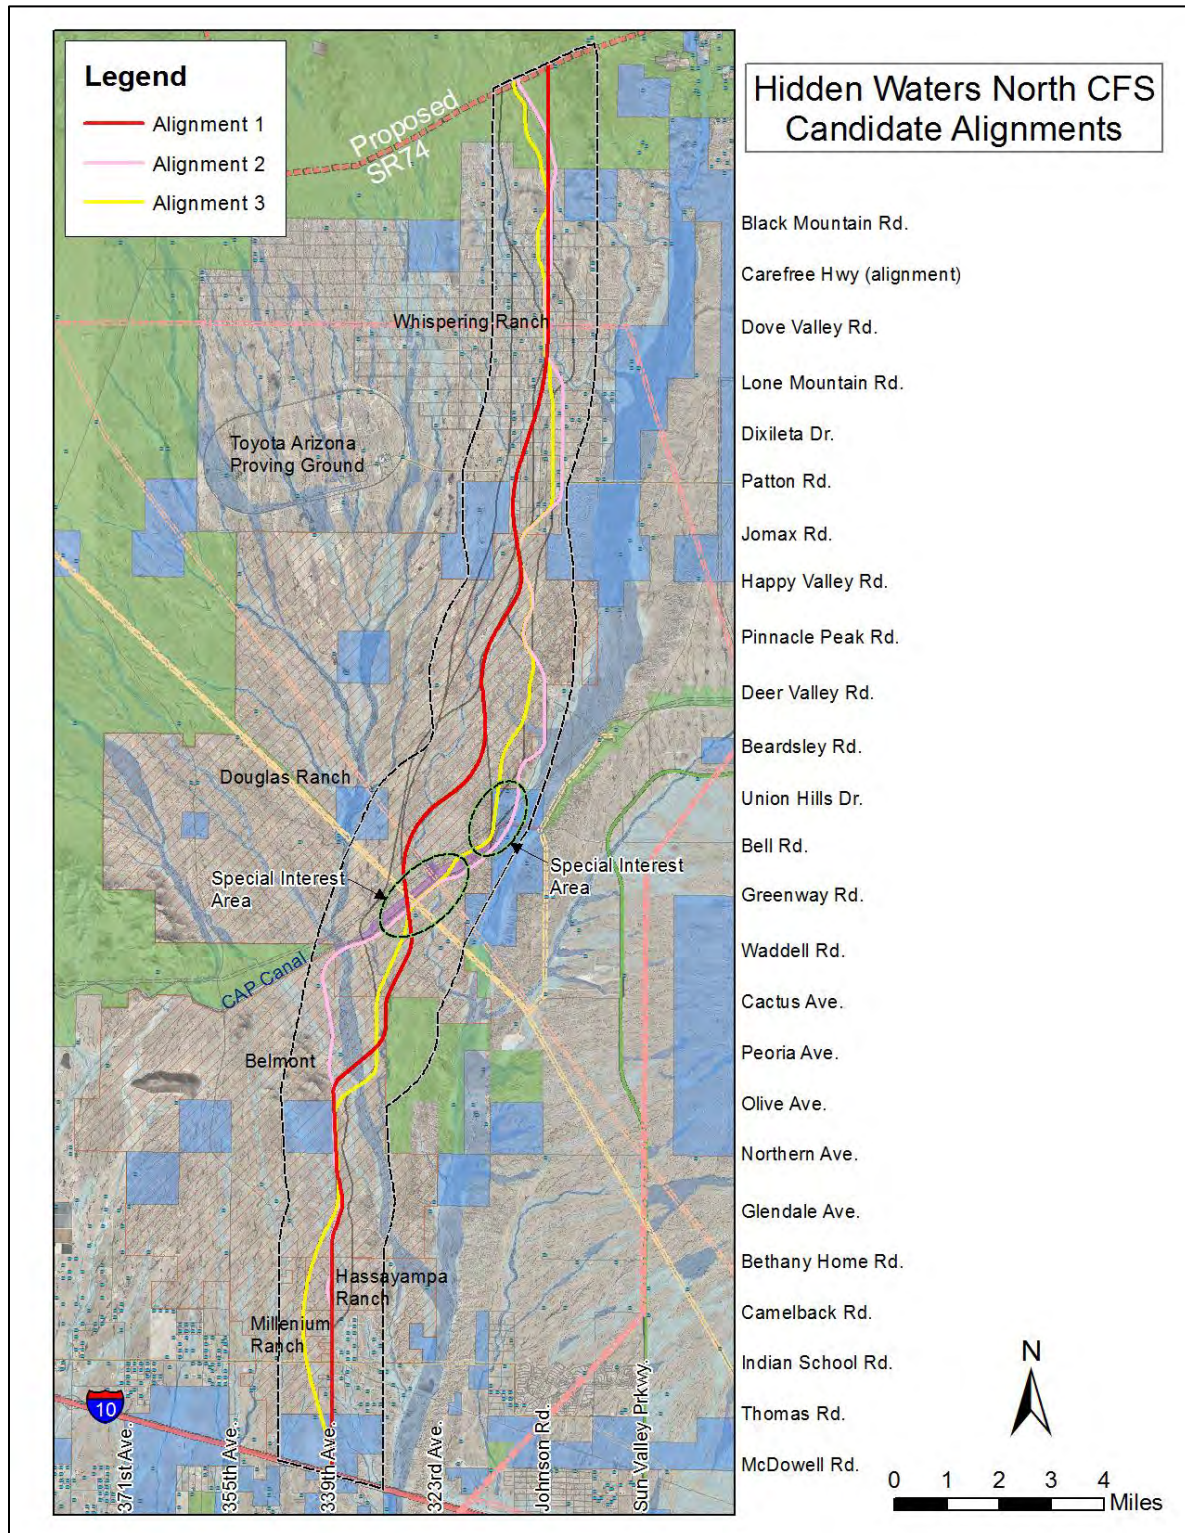 Legend
Alignment 1
Alignment 2
Alignment 3
Hidden Waters North CFS
Candidate Alignments
Proposed
SR74
Black Mountain Rd.
Carefree Hwy (alignment)
Whispering Ranch
Dove Valley Rd.
Lone Mountain Rd.
Dixileta Dr.
Toyota Arizona
Proving Ground
Patton Rd.
Jomax Rd.
Happy Valley Rd.
Pinnacle Peak Rd.
Deer Valley Rd.
Beardsley Rd.
Douglas Ranch
Union Hills Dr.
Bell Rd.
Special Interest
Area
Special Interest
Area
Greenway Rd.
Waddell Rd.
CAP Canal
Cactus Ave.
Belmont
Peoria Ave.
Olive Ave.
Northern Ave.
Glendale Ave.
Bethany Home Rd.
Hassayampa
Ranch
Camelback Rd.
Millenium
Ranch
Indian School Rd.
N
10
Thomas Rd.
McDowell Rd.
371st Ave.
355th Ave.
339th Ave.
323rd Ave.
Johnson Rd.
Sun Valley Prkwy.
0 1 2 3 4
Miles